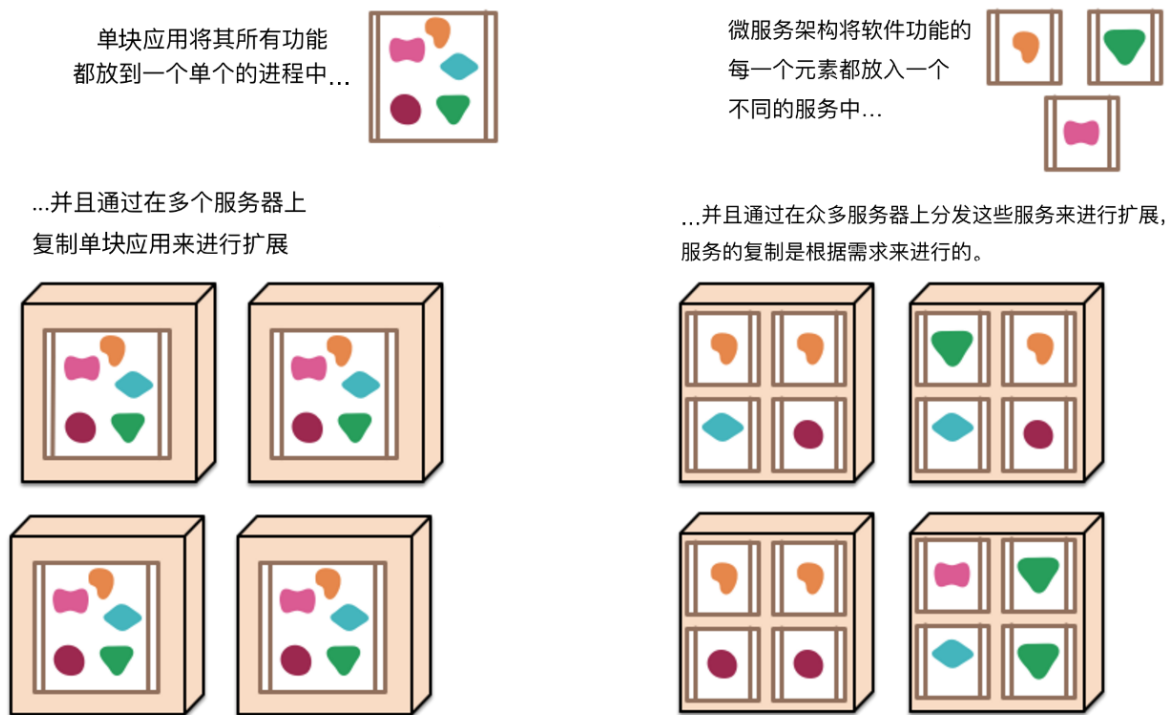 单块应用将其所有功能
都放到一个单个的进程中...
...并且通过在多个服务器上
复制单块应用来进行扩展
微服务架构将软件功能的
每一个元素都放入一个
不同的服务中...
...并且通过在众多服务器上分发这些服务来进行扩展,
服务的复制是根据需求来进行的。